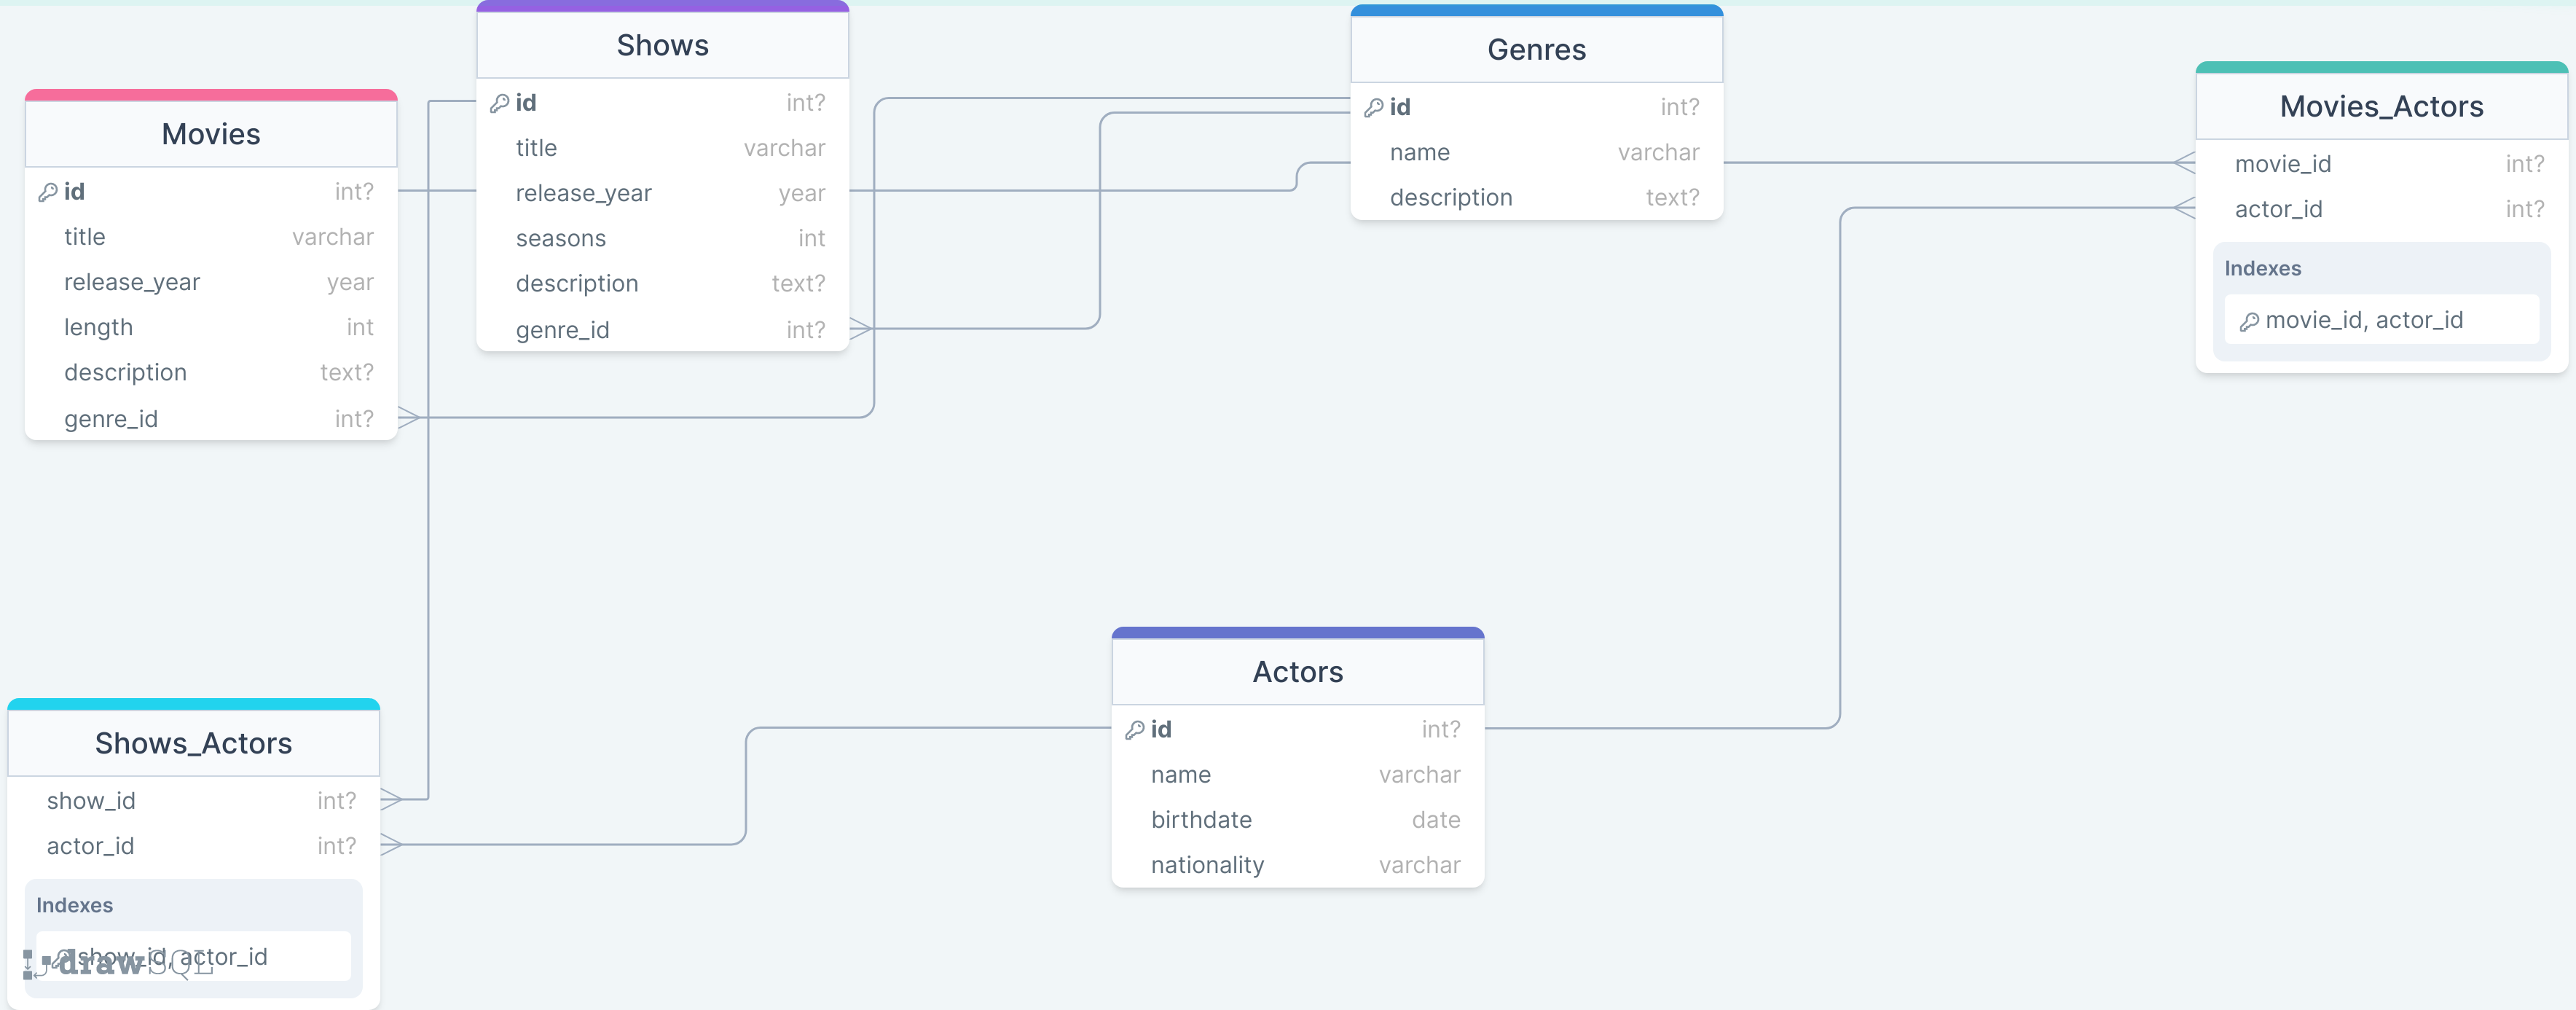 Movies
id int?
title varchar
release_year year
length int
description text?
genre_id int?
Shows
id int?
title varchar
release_year year
seasons int
description text?
genre_id int?
Genres
id int?
name varchar
description text?
Movies_Actors
movie_id int?
actor_id int?
Indexes
movie_id, actor_id
Shows_Actors
show_id int?
actor_id int?
Indexes
show_id, actor_id
drawSQL
Actors
id int?
name varchar
birthdate date
nationality varchar